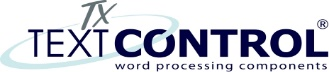 TX
TEXTCONTROL®
word processing components